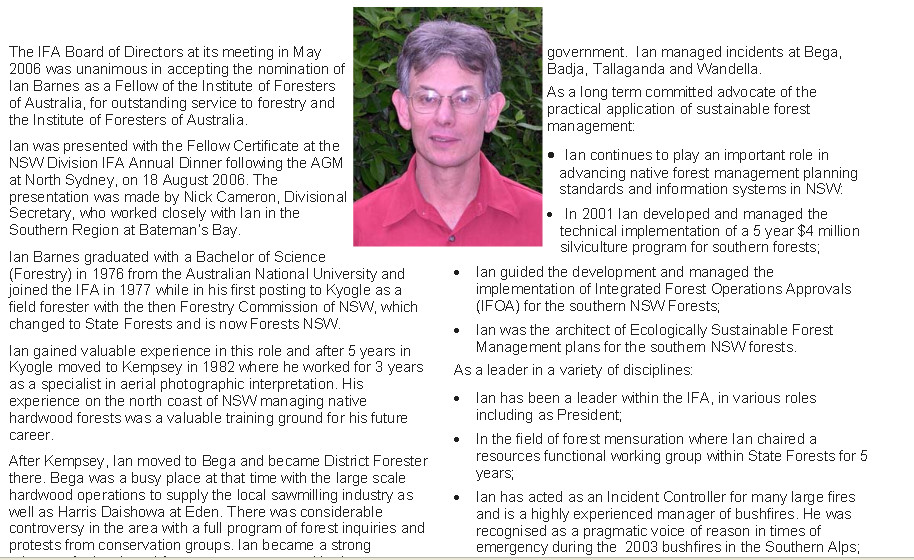 The IFA Board of Directors at its meeting in May
2006 was unanimous in accepting the nomination of
Ian Barnes as a Fellow of the Institute of Foresters
of Australia, for outstanding service to forestry and
the Institute of Foresters of Australia.
Ian was presented with the Fellow Certificate at the
NSW Division IFA Annual Dinner following the AGM
at North Sydney, on 18 August 2006. The
presentation was made by Nick Cameron, Divisional
Secretary, who worked closely with Ian in the
Southern Region at Bateman's Bay.
Ian Barnes graduated with a Bachelor of Science
(Forestry) in 1976 from the Australian National University and
joined the IFA in 1977 while in his first posting to Kyogle as a
field forester with the then Forestry Commission of NSW, which
changed to State Forests and is now Forests NSW.
Ian gained valuable experience in this role and after 5 years in
Kyogle moved to Kempsey in 1982 where he worked for 3 years
as a specialist in aerial photographic interpretation. His
experience on the north coast of NSW managing native
hardwood forests was a valuable training ground for his future
career.
After Kempsey, Ian moved to Bega and became District Forester
there. Bega was a busy place at that time with the large scale
hardwood operations to supply the local sawmilling industry as
well as Harris Daishowa at Eden. There was considerable
controversy in the area with a full program of forest inquiries and
protests from conservation groups. Ian became a strong
government.  Ian managed incidents at Bega,
Badja, Tallaganda and Wandella.
As a long term committed advocate of the
practical application of sustainable forest
management:
• Ian continues to play an important role in
advancing native forest management planning
standards and information systems in NSW:
• In 2001 Ian developed and managed the
technical implementation of a 5 year $4 million
silviculture program for southern forests;
• Ian guided the development and managed the
implementation of Integrated Forest Operations Approvals
(IFOA) for the southern NSW Forests;
• Ian was the architect of Ecologically Sustainable Forest
Management plans for the southern NSW forests.
As a leader in a variety of disciplines:
• Ian has been a leader within the IFA, in various roles
including as President;
• In the field of forest mensuration where Ian chaired a
resources functional working group within State Forests for 5
years;
• Ian has acted as an Incident Controller for many large fires
and is a highly experienced manager of bushfires. He was
recognised as a pragmatic voice of reason in times of
emergency during the  2003 bushfires in the Southern Alps;